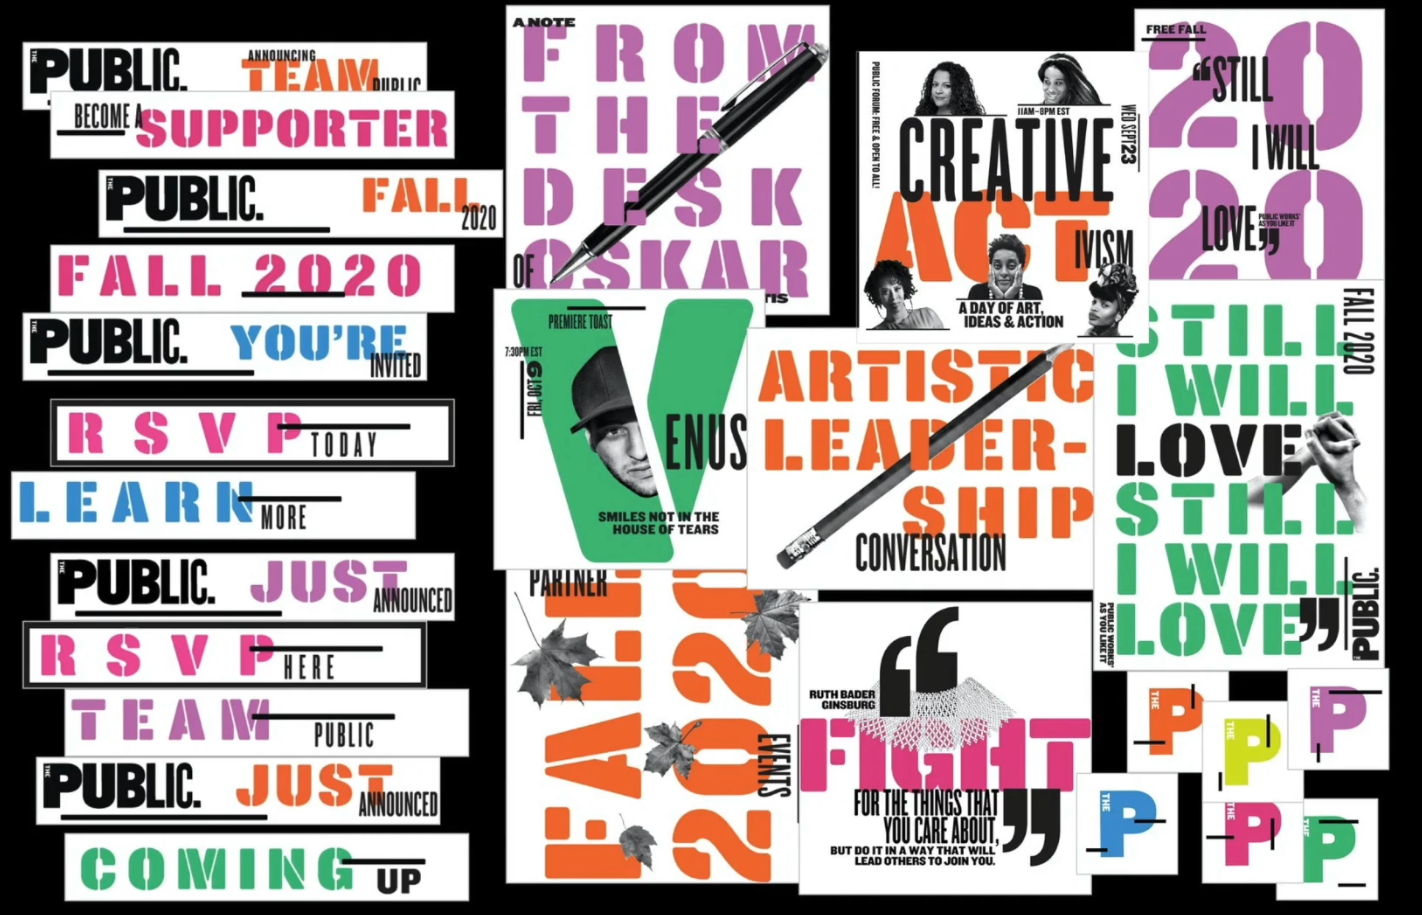 THE
PUBLIC.
ANNOUNCING
TEAM
PUBLIC
BECOME A
SUPPORTER
THE
PUBLIC.
FALL
2020
FALL 2020
THE
PUBLIC.
YOU'RE
INVITED
RSVP
TODAY
LEARN
MORE
THE
PUBLIC.
JUST
ANNOUNCED
RSVP
HERE
TEAM
PUBLIC
THE
PUBLIC.
JUST
ANNOUNCED
COMING
UP
A NOTE
FROM
THE
DESK
OF
OSKAR
PREMIERE TOAST
7:30PM EST
FRI, OCT 9
VENUS
SMILES NOT IN THE
HOUSE OF TEARS
PARTNER
FALL
2020
EVENTS
PUBLIC FORUM: FREE & OPEN TO ALL!
11AM–8PM EST
WED SEPT 23
CREATIVE
ACT
IVISM
A DAY OF ART,
IDEAS & ACTION
ARTISTIC
LEADER-
SHIP
CONVERSATION
RUTH BADER
GINSBURG
“
FIGHT
FOR THE THINGS THAT
YOU CARE ABOUT,
BUT DO IT IN A WAY THAT WILL
LEAD OTHERS TO JOIN YOU.
”
FREE FALL
20
20
“STILL
I WILL
LOVE”
PUBLIC WORKS'
AS YOU LIKE IT
FALL 2020
STILL
I WILL
LOVE
STILL
I WILL
LOVE”
PUBLIC WORKS'
AS YOU LIKE IT
THE
PUBLIC.
THE
P
THE
P
THE
P
THE
P
THE
P
THE
P